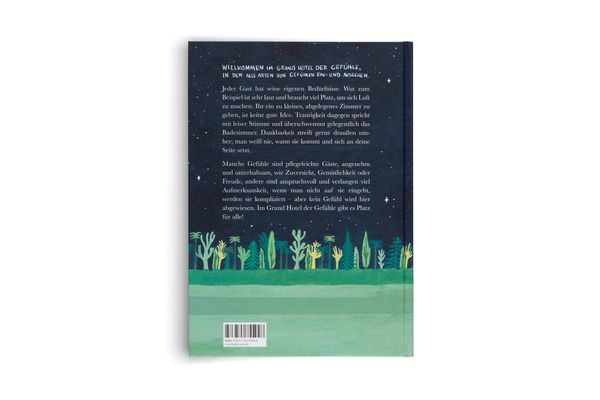 WILLKOMMEN IM GRAND HOTEL DER GEFÜHLE,
IN DEM ALLE ARTEN VON GEFÜHLEN EIN- UND AUSGEHEN.
Jeder Gast hat seine eigenen Bedürfnisse. Wut zum
Beispiel ist sehr laut und braucht viel Platz, um sich Luft
zu machen. Ihr ein zu kleines, abgelegenes Zimmer zu
geben, ist keine gute Idee. Traurigkeit dagegen spricht
mit leiser Stimme und überschwemmt gelegentlich das
Badezimmer. Dankbarkeit streift gerne draußen um-
her; man weiß nie, wann sie kommt und sich an deine
Seite setzt.
Manche Gefühle sind pflegeleichte Gäste, angenehm
und unterhaltsam, wie Zuversicht, Gemütlichkeit oder
Freude, andere sind anspruchsvoll und verlangen viel
Aufmerksamkeit, wenn man nicht auf sie eingeht,
werden sie kompliziert – aber kein Gefühl wird hier
abgewiesen. Im Grand Hotel der Gefühle gibt es Platz
für alle!